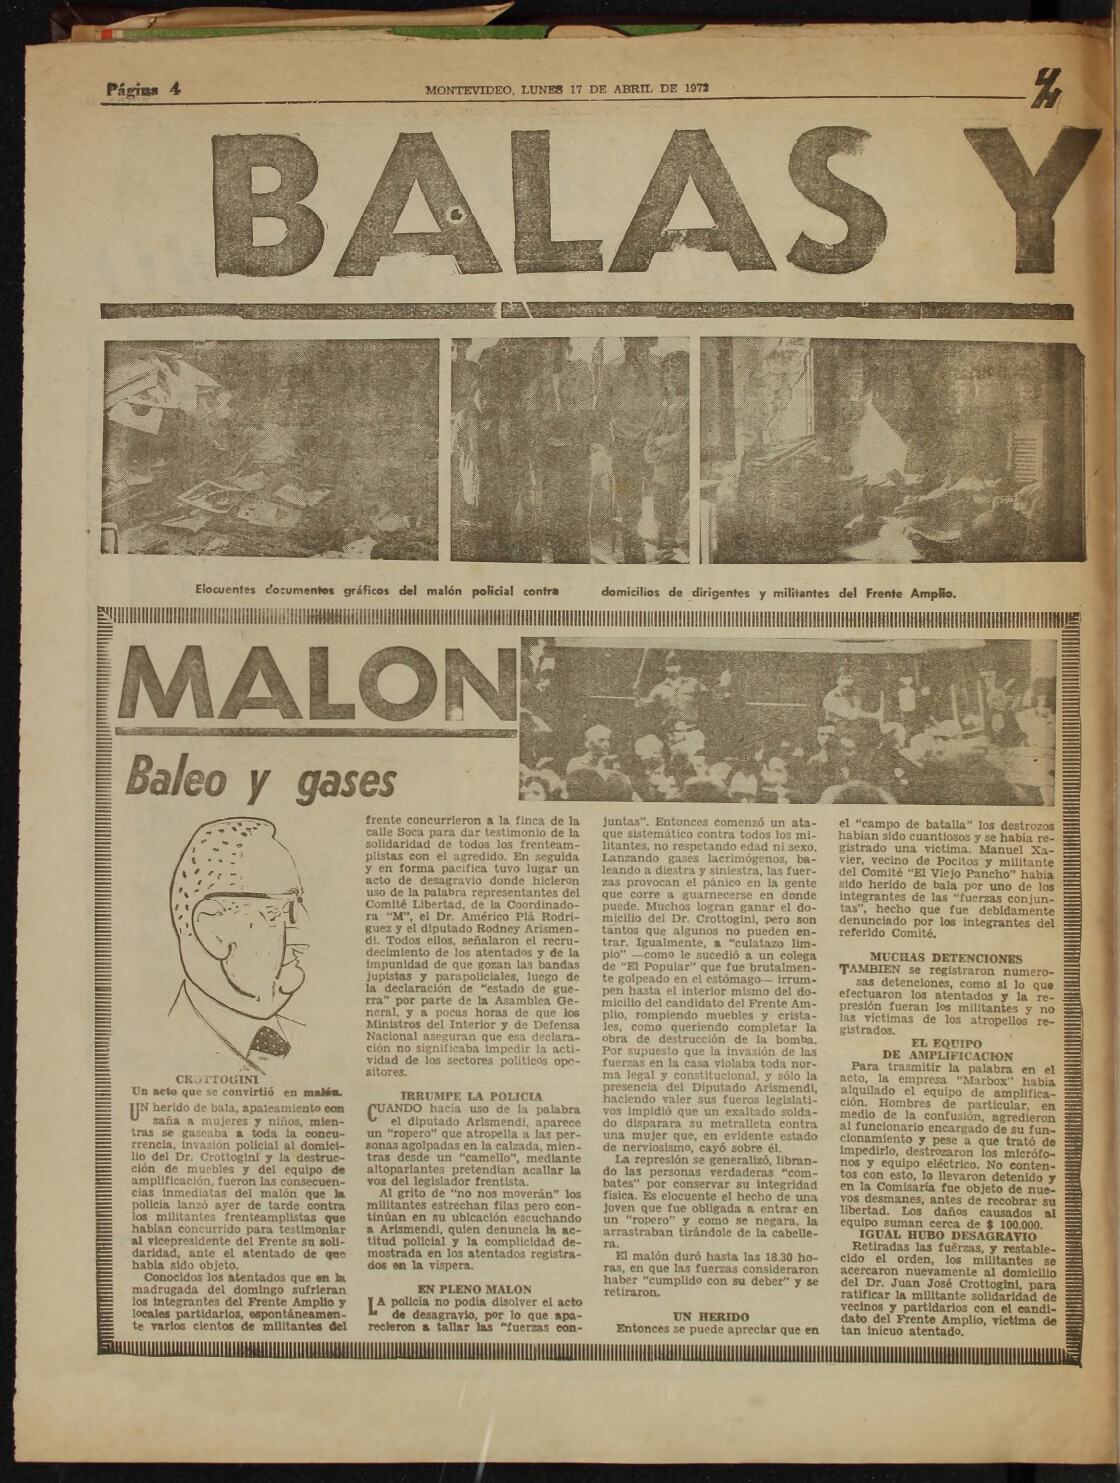 Página 4
MONTEVIDEO, LUNES 17 DE ABRIL DE 1972
BALAS Y
Elocuentes documentos gráficos del malón policial contra domicilios de dirigentes y militantes del Frente Amplio.
MALON
Baleo y gases
CROTTOGINI
Un acto que se convirtió en malón.
UN herido de bala, apaleamiento con
saña a mujeres y niños, mien-
tras se gaseaba a toda la concu-
rrencia, invasión policial al domici-
lio del Dr. Crottogini y la destruc-
ción de muebles y del equipo de
amplificación, fueron las consecuen-
cias inmediatas del malón que la
policía lanzó ayer de tarde contra
los militantes frenteamplistas que
habían concurrido para testimoniar
al vicepresidente del Frente su soli-
daridad, ante el atentado de que
había sido objeto.
Conocidos los atentados que en la
madrugada del domingo sufrieran
los integrantes del Frente Amplio y
locales partidarios, espontáneamen-
te varios cientos de militantes del
frente concurrieron a la finca de la
calle Soca para dar testimonio de la
solidaridad de todos los frenteam-
plistas con el agredido. En seguida
y en forma pacífica tuvo lugar un
acto de desagravio donde hicieron
uso de la palabra representantes del
Comité Libertad, de la Coordinado-
ra "M", el Dr. Américo Plá Rodrí-
guez y el diputado Rodney Arismen-
di. Todos ellos, señalaron el recru-
decimiento de los atentados y de la
impunidad de que gozan las bandas
jupistas y parapoliciales, luego de
la declaración de "estado de gue-
rra" por parte de la Asamblea Ge-
neral, y a pocas horas de que los
Ministros del Interior y de Defensa
Nacional aseguran que esa declara-
ción no significaba impedir la acti-
vidad de los sectores políticos opo-
sitores.
IRRUMPE LA POLICIA
CUANDO hacía uso de la palabra
el diputado Arismendi, aparece
un "ropero" que atropella a las per-
sonas agolpadas en la calzada, mien-
tras desde un "camello", mediante
altoparlantes pretendían acallar la
voz del legislador frentista.
Al grito de "no nos moverán" los
militantes estrechan filas pero con-
tinúan en su ubicación escuchando
a Arismendi, quien denuncia la ac-
titud policial y la complicidad de-
mostrada en los atentados registra-
dos en la víspera.
EN PLENO MALON
LA policía no podía disolver el acto
de desagravio, por lo que apa-
recieron a tallar las "fuerzas con-
juntas". Entonces comenzó un ata-
que sistemático contra todos los mi-
litantes, no respetando edad ni sexo.
Lanzando gases lacrimógenos, ba-
leando a diestra y siniestra, las fuer-
zas provocan el pánico en la gente
que corre a guarnecerse en donde
puede. Muchos logran ganar el do-
micilio del Dr. Crottogini, pero son
tantos que algunos no pueden en-
trar. Igualmente, a "culatazo lim-
pio" —como le sucedió a un colega
de "El Popular" que fue brutalmen-
te golpeado en el estómago— irrum-
pen hasta el interior mismo del do-
micilio del candidato del Frente Am-
plio, rompiendo muebles y crista-
les, como queriendo completar la
obra de destrucción de la bomba.
Por supuesto que la invasión de las
fuerzas en la casa violaba toda nor-
ma legal y constitucional, y sólo la
presencia del Diputado Arismendi,
haciendo valer sus fueros legislati-
vos impidió que un exaltado solda-
do disparara su metralleta contra
una mujer que, en evidente estado
de nerviosismo, cayó sobre él.
La represión se generalizó, libran-
do las personas verdaderas "com-
bates" por conservar su integridad
física. Es elocuente el hecho de una
joven que fue obligada a entrar en
un "ropero" y como se negara, la
arrastraban tirándole de la cabelle-
ra.
El malón duró hasta las 18.30 ho-
ras, en que las fuerzas consideraron
haber "cumplido con su deber" y se
retiraron.
UN HERIDO
Entonces se puede apreciar que en
el "campo de batalla" los destrozos
habían sido cuantiosos y se había re-
gistrado una víctima. Manuel Xa-
vier, vecino de Pocitos y militante
del Comité "El Viejo Pancho" había
sido herido de bala por uno de los
integrantes de las "fuerzas conjun-
tas", hecho que fue debidamente
denunciado por los integrantes del
referido Comité.
MUCHAS DETENCIONES
TAMBIEN se registraron numero-
sas detenciones, como si lo que
efectuaron los atentados y la re-
presión fueran los militantes y no
las víctimas de los atropellos re-
gistrados.
EL EQUIPO
DE AMPLIFICACION
Para trasmitir la palabra en el
acto, la empresa "Marbox" había
alquilado el equipo de amplifica-
ción. Hombres de particular, en
medio de la confusión, agredieron
al funcionario encargado de su fun-
cionamiento y pese a que trató de
impedirlo, destrozaron los micrófo-
nos y equipo eléctrico. No conten-
tos con esto, lo llevaron detenido y
en la Comisaría fue objeto de nue-
vos desmanes, antes de recobrar su
libertad. Los daños causados al
equipo suman cerca de $ 100.000.
IGUAL HUBO DESAGRAVIO
Retiradas las fuerzas, y restable-
cido el orden, los militantes se
acercaron nuevamente al domicilio
del Dr. Juan José Crottogini, para
ratificar la militante solidaridad de
vecinos y partidarios con el candi-
dato del Frente Amplio, víctima de
tan inicuo atentado.